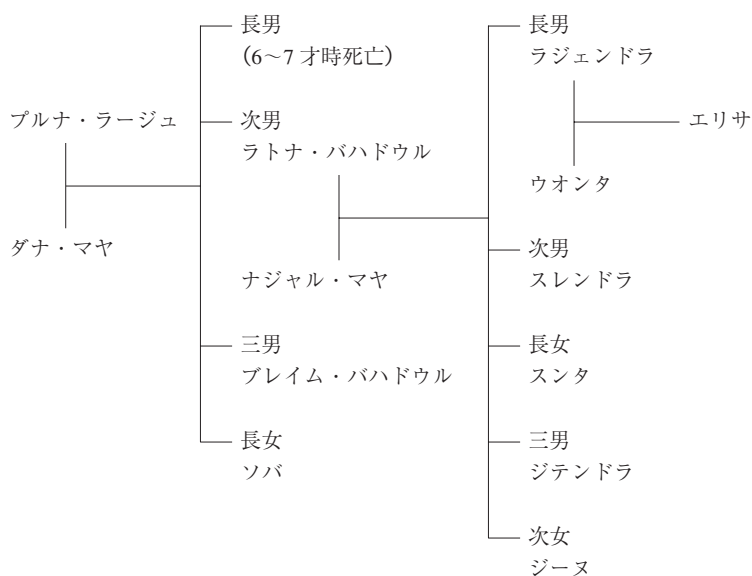 長男
(6〜7 才時死亡)
プルナ・ラージュ
次男
ラトナ・バハドウル
ダナ・マヤ
ナジャル・マヤ
三男
ブレイム・バハドウル
長女
ソバ
長男
ラジェンドラ
エリサ
ウオンタ
次男
スレンドラ
長女
スンタ
三男
ジテンドラ
次女
ジーヌ